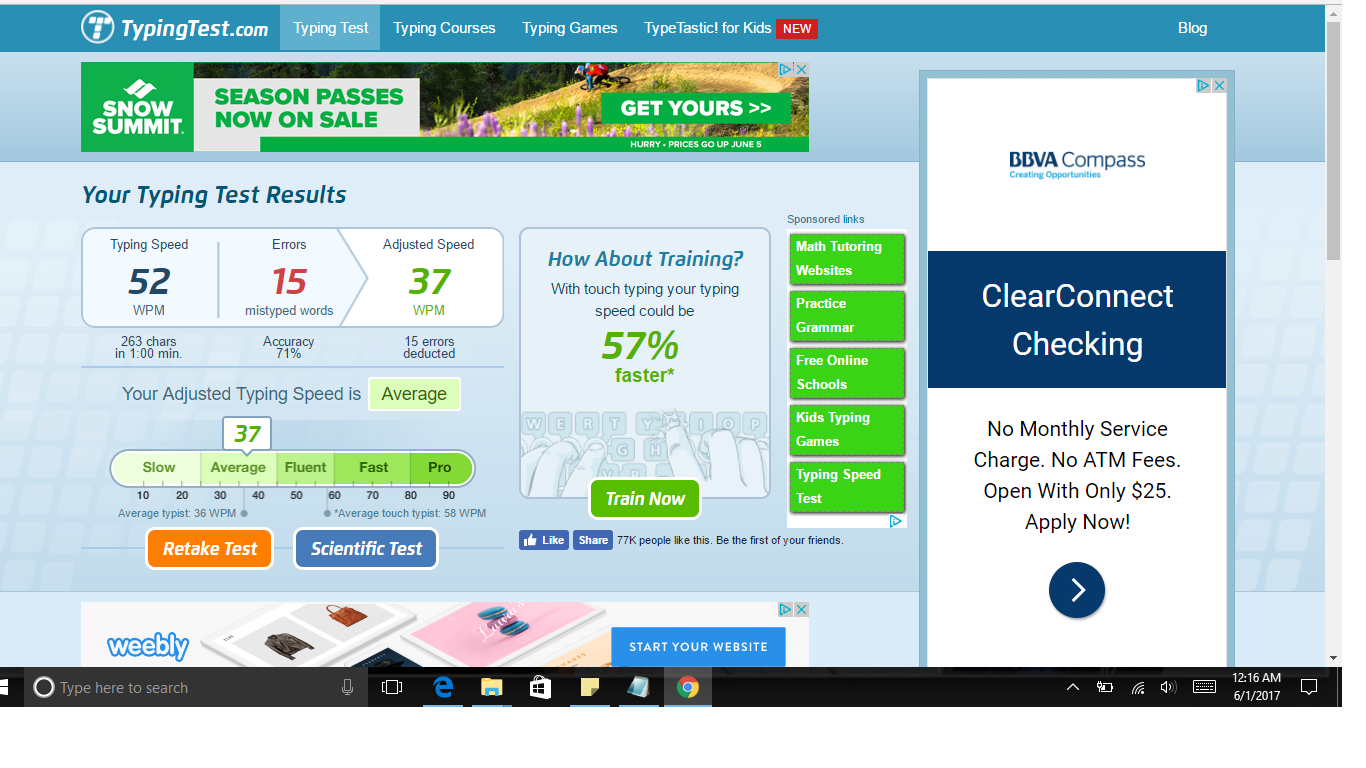 TypingTest.com Typing Test Typing Courses Typing Games TypeTastic! for Kids NEW Blog
SNOW
SUMMIT.
SEASON PASSES
NOW ON SALE
GET YOURS >>
HURRY • PRICES GO UP JUNE 5
Your Typing Test Results
Typing Speed
52
WPM
263 chars
in 1:00 min.
Errors
15
mistyped words
Accuracy
71%
Adjusted Speed
37
WPM
15 errors
deducted
Your Adjusted Typing Speed is Average
37
Slow Average Fluent Fast Pro
10 20 30 40 50 60 70 80 90
Average typist: 36 WPM *Average touch typist: 58 WPM
Retake Test Scientific Test
How About Training?
With touch typing your typing
speed could be
57%
faster*
W E R T Y I O P
G H
Train Now
Like Share 77K people like this. Be the first of your friends.
Sponsored links
Math Tutoring
Websites
Practice
Grammar
Free Online
Schools
Kids Typing
Games
Typing Speed
Test
BBVA Compass
Creating Opportunities
ClearConnect
Checking
No Monthly Service
Charge. No ATM Fees.
Open With Only $25.
Apply Now!
weebly
START YOUR WEBSITE
Type here to search
12:16 AM
6/1/2017